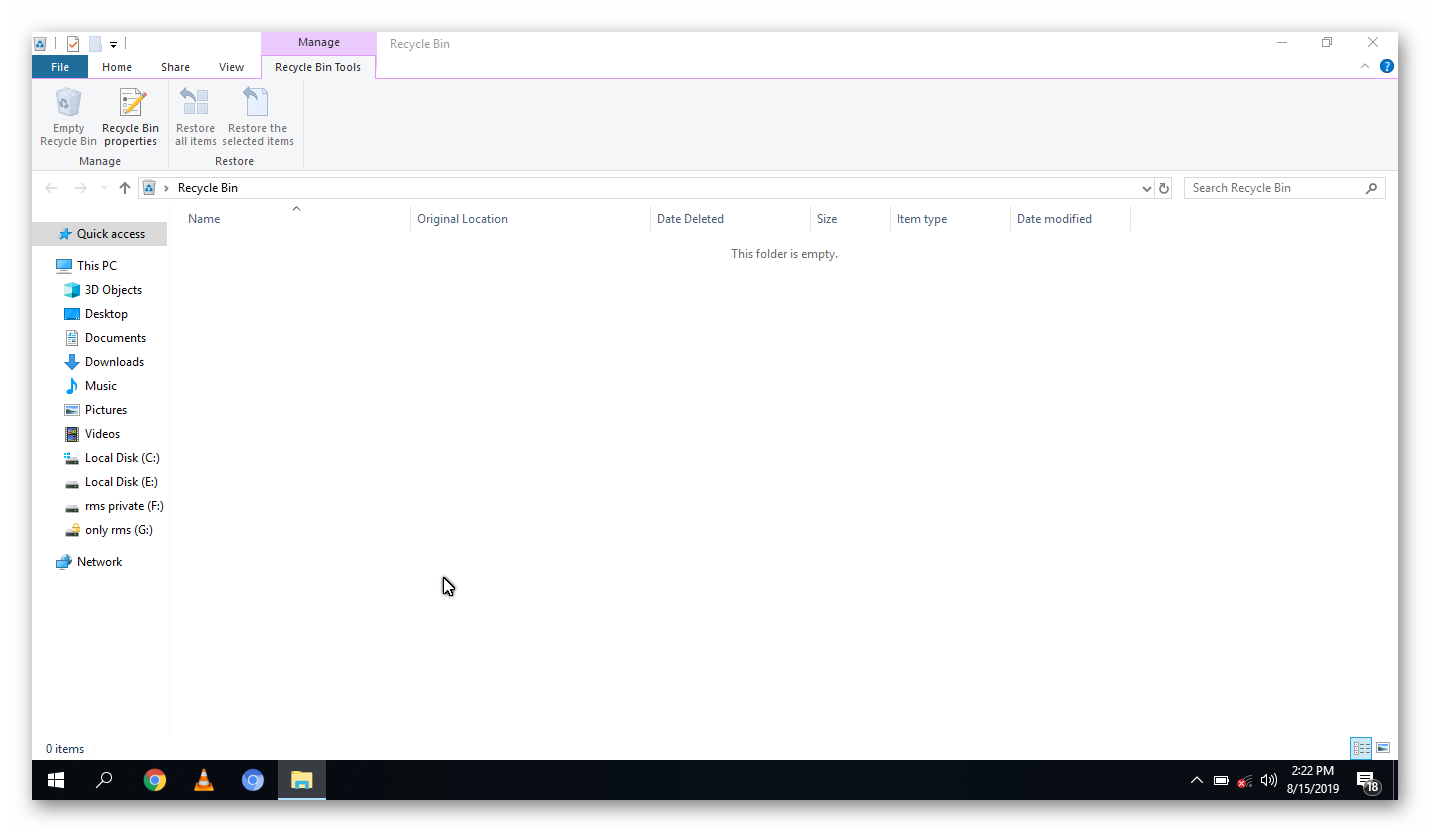 Manage
Recycle Bin
File
Home
Share
View
Recycle Bin Tools
?
Empty
Recycle Bin
Recycle Bin
properties
Restore
all items
Restore the
selected items
Manage
Restore
Recycle Bin
Search Recycle Bin
Name
Original Location
Date Deleted
Size
Item type
Date modified
This folder is empty.
Quick access
This PC
3D Objects
Desktop
Documents
Downloads
Music
Pictures
Videos
Local Disk (C:)
Local Disk (E:)
rms private (F:)
only rms (G:)
Network
0 items
2:22 PM
8/15/2019
18